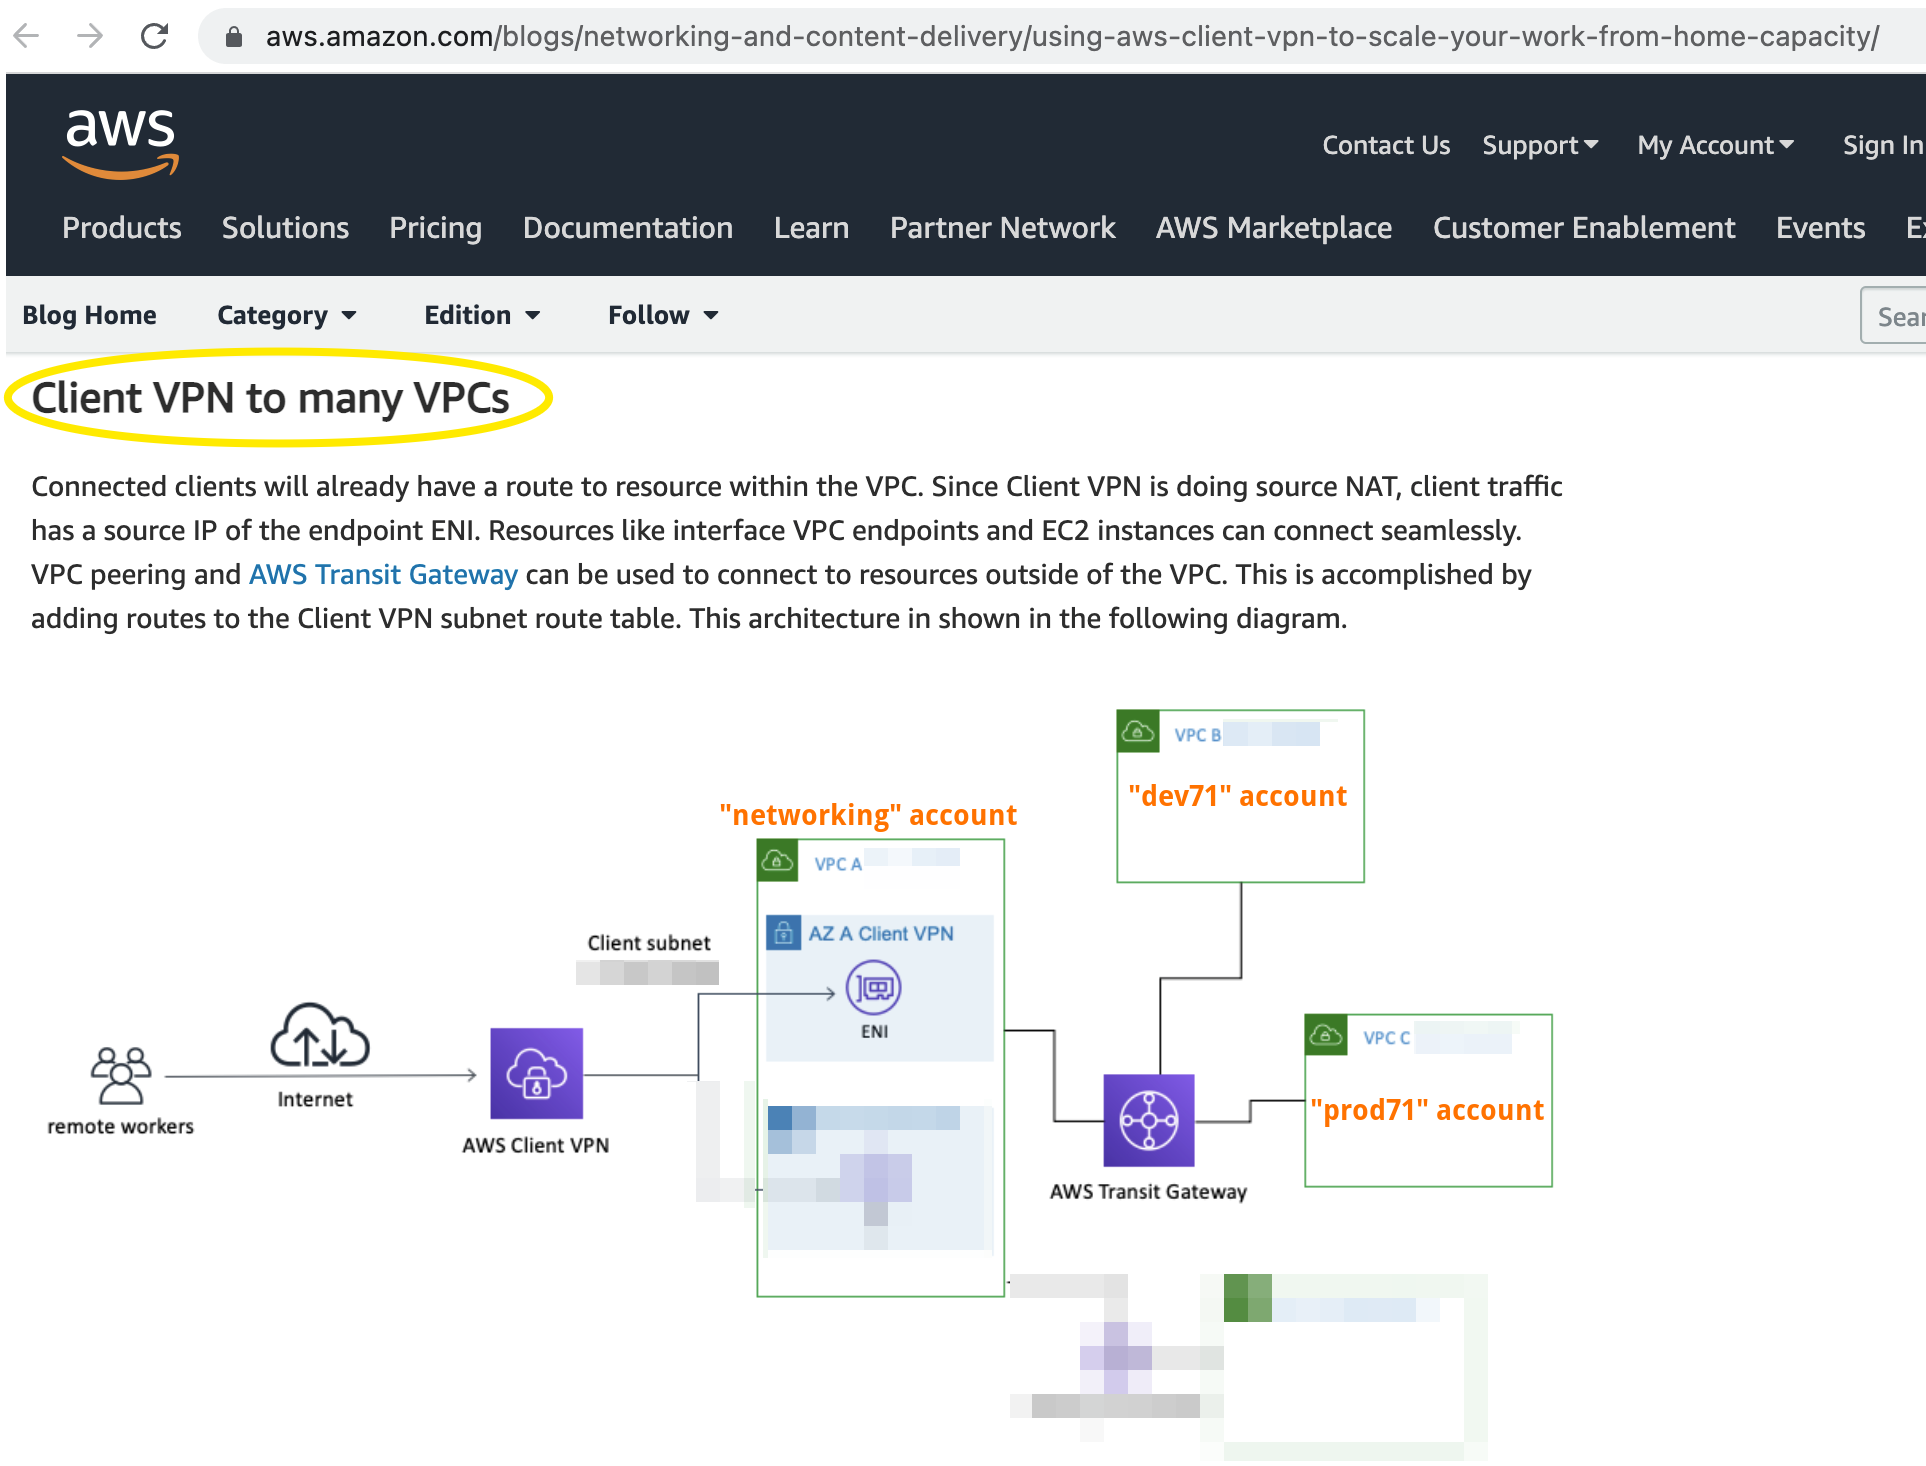 aws.amazon.com/blogs/networking-and-content-delivery/using-aws-client-vpn-to-scale-your-work-from-home-capacity/
aws
Contact Us Support My Account Sign In
Products Solutions Pricing Documentation Learn Partner Network AWS Marketplace Customer Enablement Events
Blog Home Category Edition Follow
Sear
Client VPN to many VPCs
Connected clients will already have a route to resource within the VPC. Since Client VPN is doing source NAT, client traffic
has a source IP of the endpoint ENI. Resources like interface VPC endpoints and EC2 instances can connect seamlessly.
VPC peering and AWS Transit Gateway can be used to connect to resources outside of the VPC. This is accomplished by
adding routes to the Client VPN subnet route table. This architecture in shown in the following diagram.
VPC B
"dev71" account
"networking" account
VPC A
Client subnet
AZ A Client VPN
ENI
Internet
remote workers
AWS Client VPN
VPC C
"prod71" account
AWS Transit Gateway